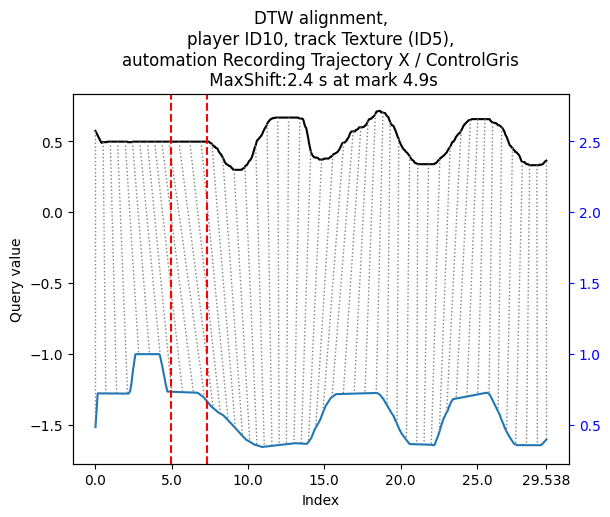 DTW alignment,
player ID10, track Texture (ID5),
automation Recording Trajectory X / ControlGris
MaxShift:2.4 s at mark 4.9s
Query value
0.5
0.0
−0.5
−1.0
−1.5
2.5
2.0
1.5
1.0
0.5
0.0 5.0 10.0 15.0 20.0 25.0 29.538
Index